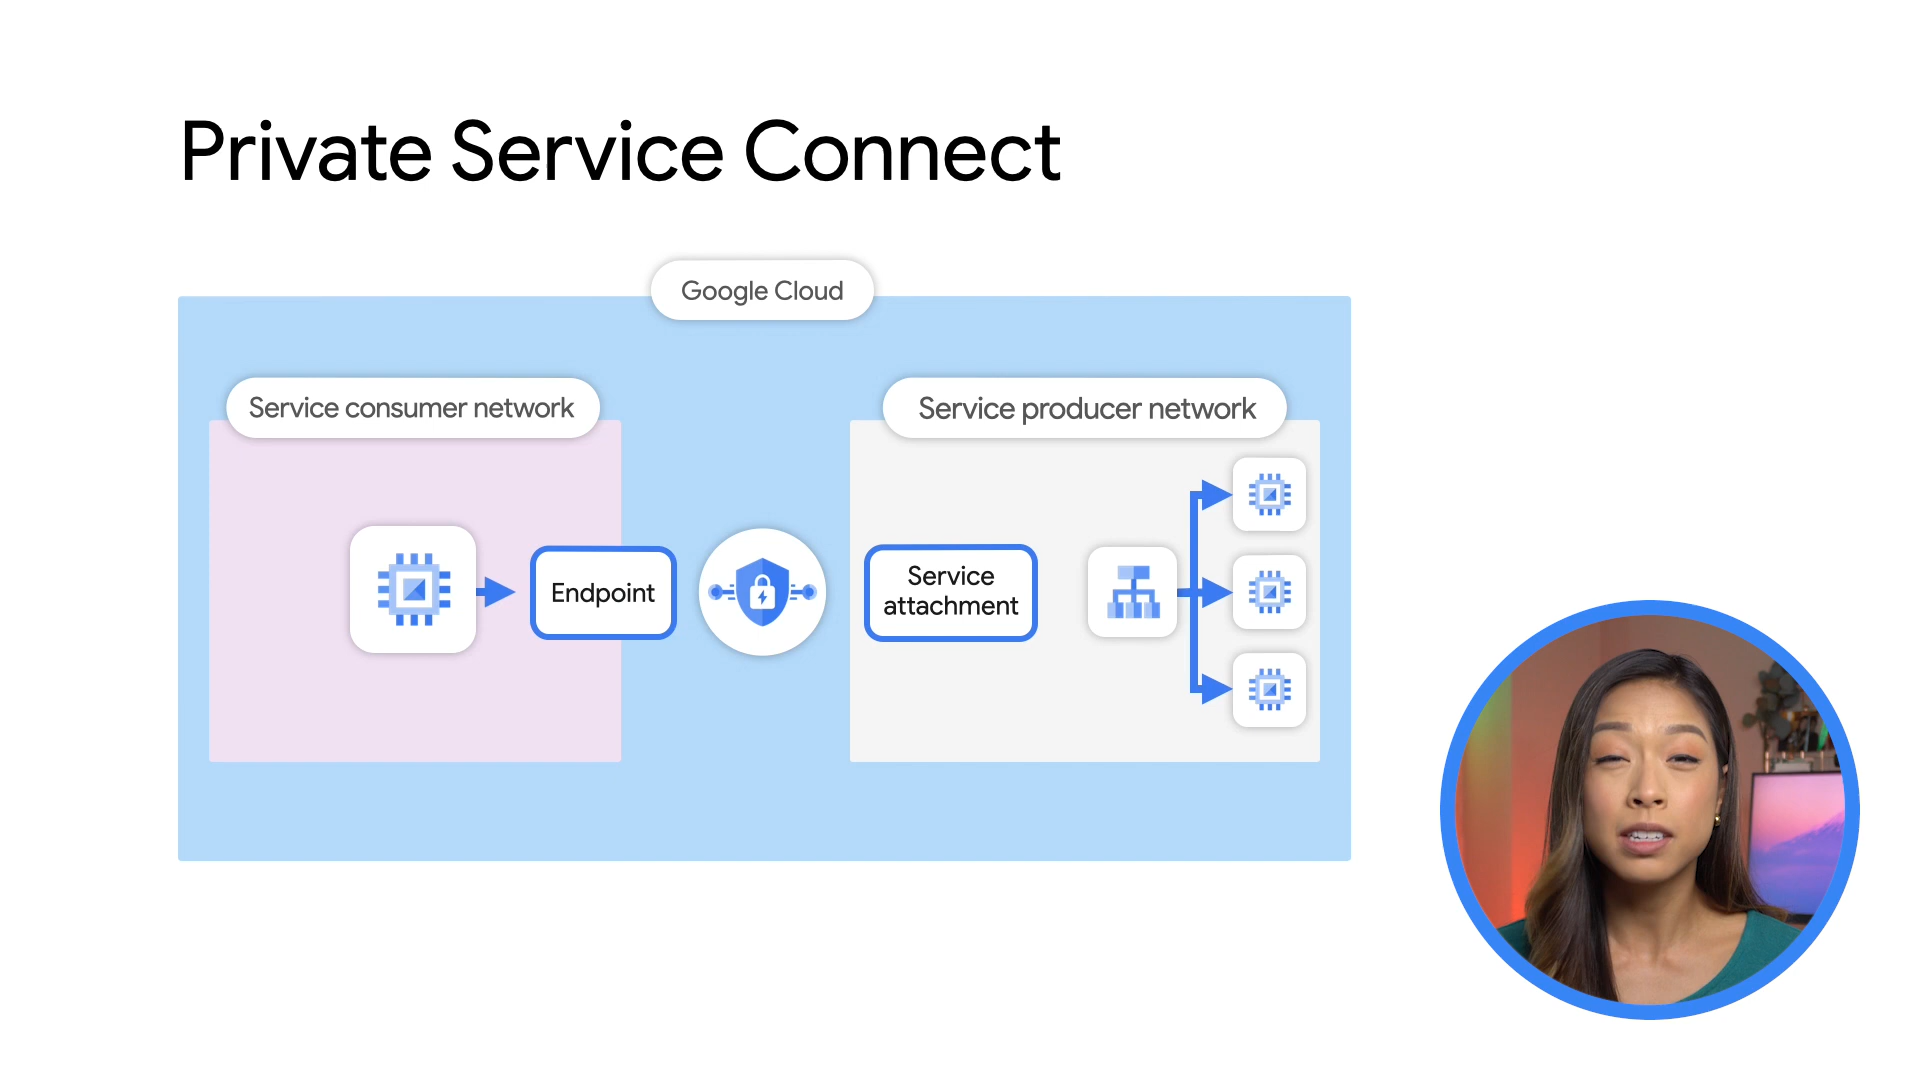 Private Service Connect
Google Cloud
Service consumer network
Service producer network
Endpoint
Service
attachment